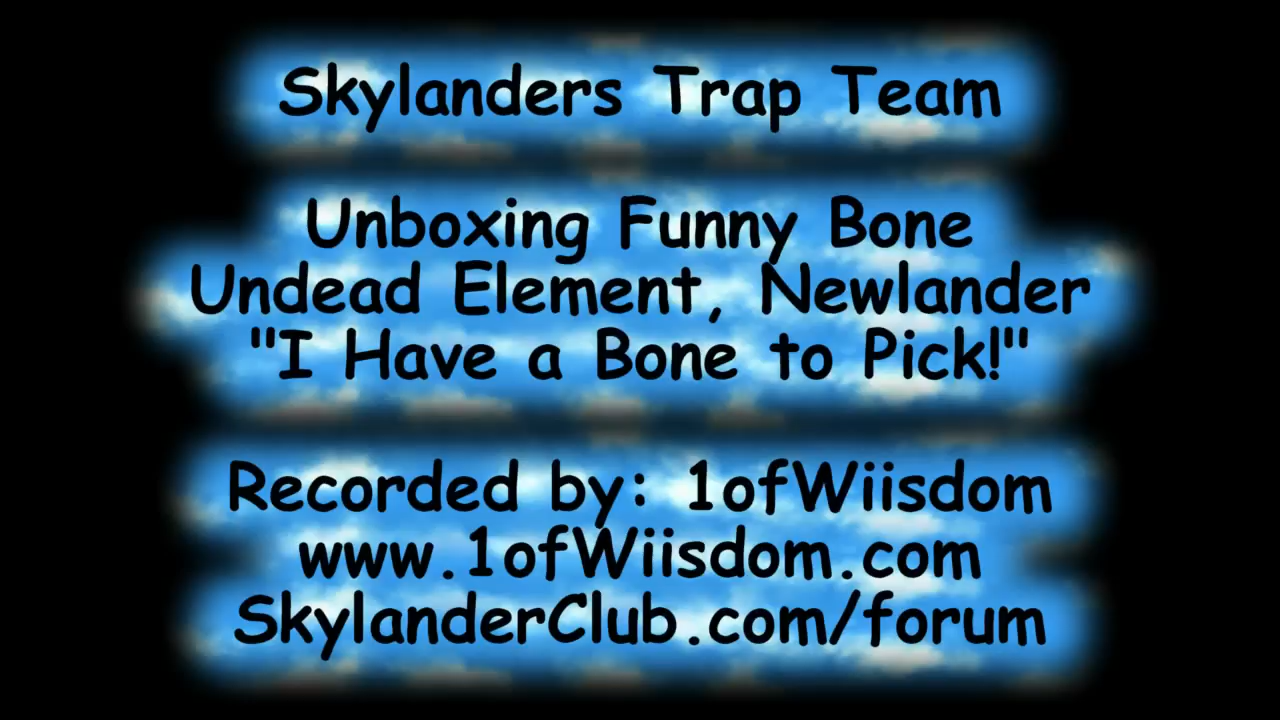 Skylanders Trap Team
Unboxing Funny Bone
Undead Element, Newlander
"I Have a Bone to Pick!"
Recorded by: 1ofWiisdom
www.1ofWiisdom.com
SkylanderClub.com/forum